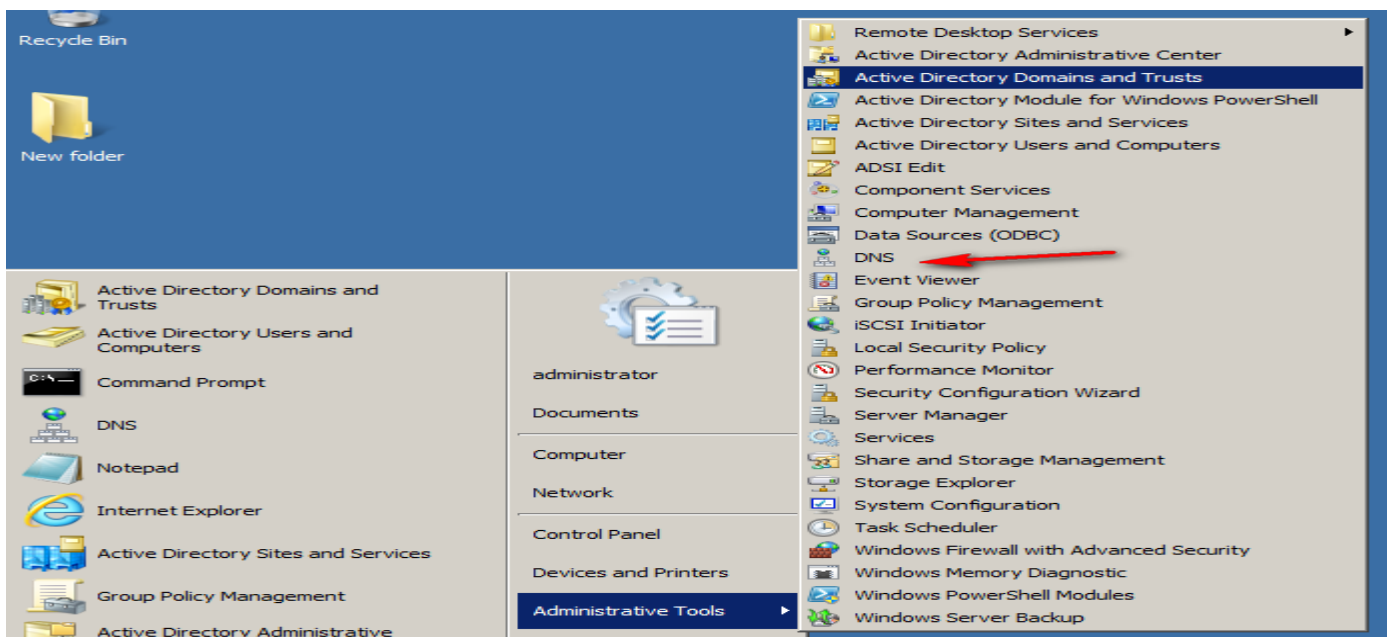 Recycle Bin
New folder
Active Directory Domains and
Trusts
Active Directory Users and
Computers
C:\
Command Prompt
DNS
Notepad
Internet Explorer
Active Directory Sites and Services
Group Policy Management
Active Directory Administrative
administrator
Documents
Computer
Network
Control Panel
Devices and Printers
Administrative Tools
Remote Desktop Services
Active Directory Administrative Center
Active Directory Domains and Trusts
Active Directory Module for Windows PowerShell
Active Directory Sites and Services
Active Directory Users and Computers
ADSI Edit
Component Services
Computer Management
Data Sources (ODBC)
DNS
Event Viewer
Group Policy Management
iSCSI Initiator
Local Security Policy
Performance Monitor
Security Configuration Wizard
Server Manager
Services
Share and Storage Management
Storage Explorer
System Configuration
Task Scheduler
Windows Firewall with Advanced Security
Windows Memory Diagnostic
Windows PowerShell Modules
Windows Server Backup